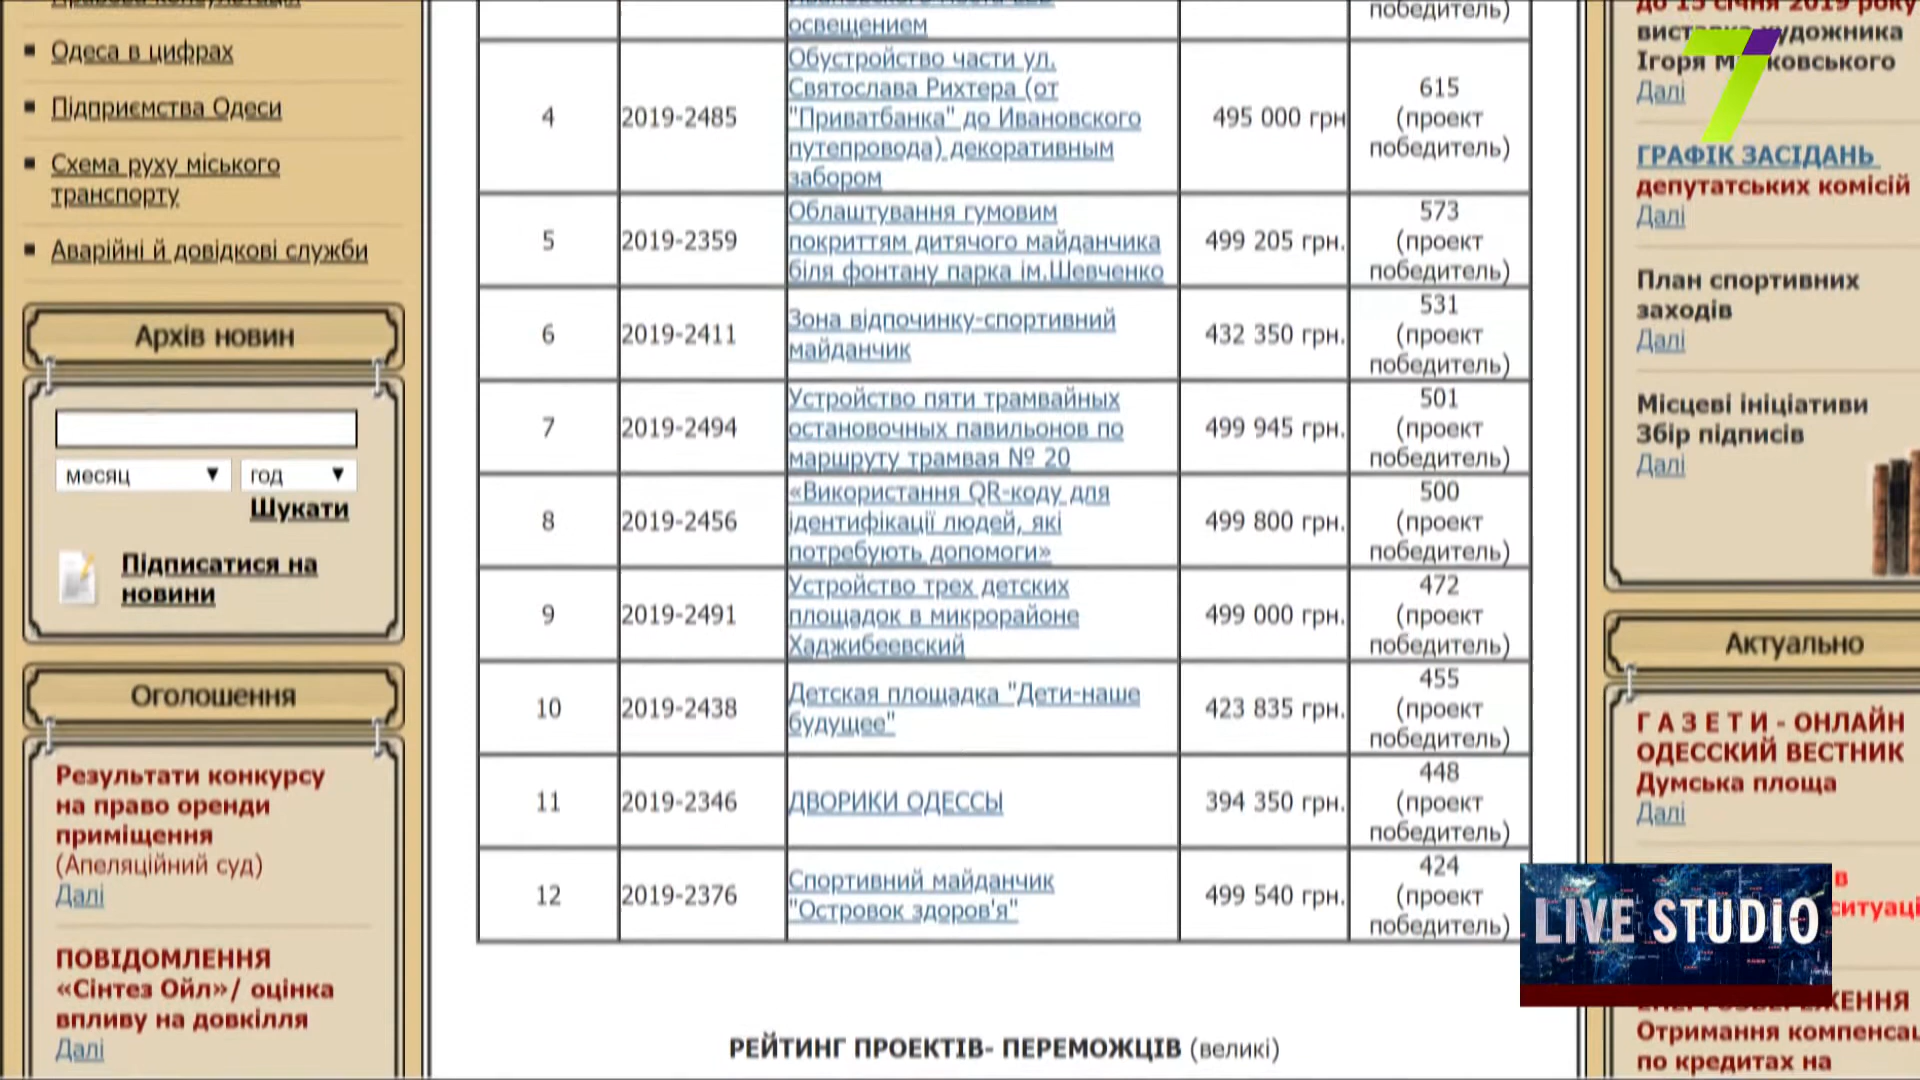 Одеса в цифрах
Підприємства Одеси
Схема руху міського
транспорту
Аварійні й довідкові служби
Архів новин
месяц
год
Шукати
Підписатися на
новини
Оголошення
Результати конкурсу
на право оренди
приміщення
(Апеляційний суд)
Далі
ПОВІДОМЛЕННЯ
«Сінтез Ойл»/ оцінка
впливу на довкілля
Далі
освещением
победитель)
4
2019-2485
Обустройство части ул.
Святослава Рихтера (от
"Приватбанка" до Ивановского
путепровода) декоративным
забором
495 000 грн
615
(проект
победитель)
5
2019-2359
Облаштування гумовим
покриттям дитячого майданчика
біля фонтану парка ім.Шевченко
499 205 грн.
573
(проект
победитель)
6
2019-2411
Зона відпочинку-спортивний
майданчик
432 350 грн.
531
(проект
победитель)
7
2019-2494
Устройство пяти трамвайных
остановочных павильонов по
маршруту трамвая № 20
499 945 грн.
501
(проект
победитель)
8
2019-2456
«Використання QR-коду для
ідентифікації людей, які
потребують допомоги»
499 800 грн.
500
(проект
победитель)
9
2019-2491
Устройство трех детских
площадок в микрорайоне
Хаджибеевский
499 000 грн.
472
(проект
победитель)
10
2019-2438
Детская площадка "Дети-наше
будущее"
423 835 грн.
455
(проект
победитель)
11
2019-2346
ДВОРИКИ ОДЕССЫ
394 350 грн.
448
(проект
победитель)
12
2019-2376
Спортивний майданчик
"Островок здоров'я"
499 540 грн.
424
(проект
победитель)
РЕЙТИНГ ПРОЕКТІВ- ПЕРЕМОЖЦІВ (великі)
до 15 січня 2019 року
Ігоря
Далі
ГРАФІК ЗАСІДАНЬ
депутатських комісій
Далі
План спортивних
заходів
Далі
Місцеві ініціативи
Збір підписів
Далі
Актуально
Г А З Е Т И - ОНЛАЙН
ОДЕССКИЙ ВЕСТНИК
Думська площа
Далі
в
LIVE STUDIO
Отримання
по кредитах на
7